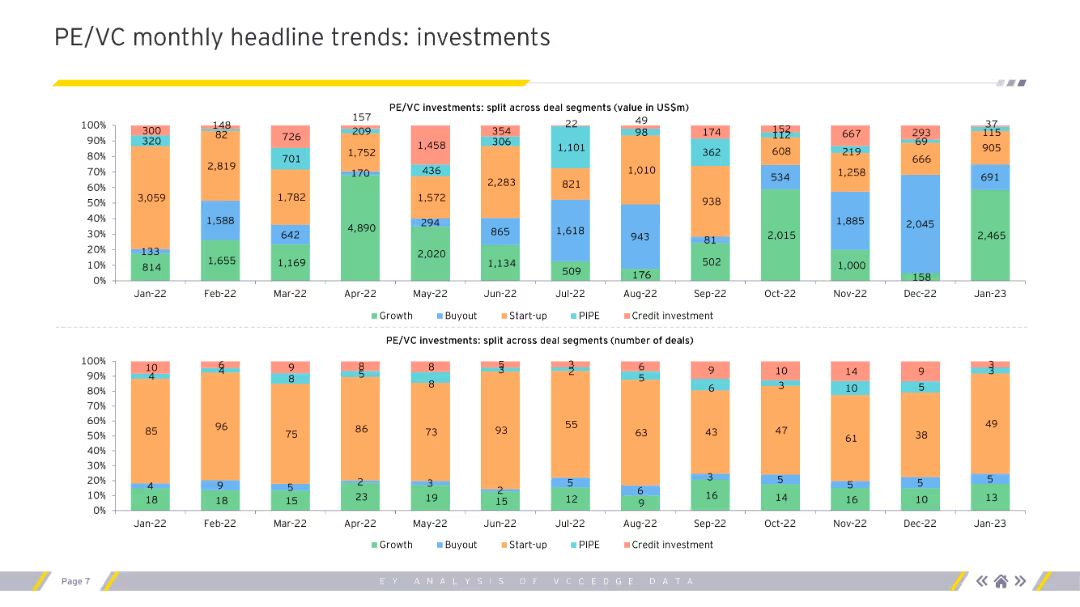 PE/VC monthly headline trends: investments
PE/VC investments: split across deal segments (value in US$m)
100% 300 148 726 157 1,458 354 22 49 174 152 667 293 37
90% 320 82 701 209 436 306 1,101 98 362 112 219 69 115
80% 3,059 2,819 1,782 1,752 1,572 2,283 821 1,010 938 608 1,258 666 905
70% 133 1,588 642 170 294 865 1,618 943 81 534 1,885 2,045 691
60% 814 1,655 1,169 4,890 2,020 1,134 509 176 502 2,015 1,000 158 2,465
50%
40%
30%
20%
10%
0%
Jan-22 Feb-22 Mar-22 Apr-22 May-22 Jun-22 Jul-22 Aug-22 Sep-22 Oct-22 Nov-22 Dec-22 Jan-23
Growth Buyout Start-up PIPE Credit investment
PE/VC investments: split across deal segments (number of deals)
100% 10 6 9 8 8 5 3 6 9 10 14 9 3
90% 4 4 8 5 8 3 2 5 6 3 10 5 3
80% 85 96 75 86 73 93 55 63 43 47 61 38 49
70% 4 9 5 2 3 2 5 6 3 5 5 5 5
60% 18 18 15 23 19 15 12 9 16 14 16 10 13
50%
40%
30%
20%
10%
0%
Jan-22 Feb-22 Mar-22 Apr-22 May-22 Jun-22 Jul-22 Aug-22 Sep-22 Oct-22 Nov-22 Dec-22 Jan-23
Growth Buyout Start-up PIPE Credit investment
Page 7
EY ANALYSIS OF VCCEDGE DATA